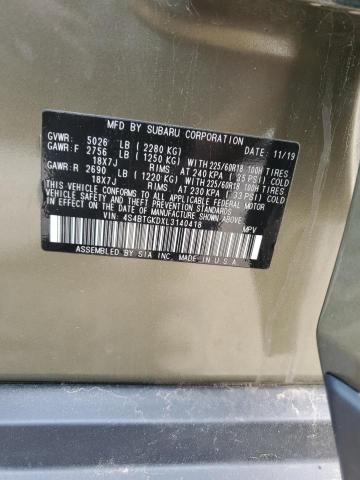 MFD. BY SUBARU CORPORATION
GVWR: 5026 LB (2280 KG) DATE: 11/19
GAWR:F 2756 LB (1250 KG) WITH 225/60R18 100H TIRES.
18X7J RIMS AT 240 KPA (35 PSI) COLD
GAWR:R 2690 LB (1220 KG) WITH 225/60R18 100H TIRES.
18X7J RIMS. AT 230 KPA (33 PSI) COLD
THIS VEHICLE CONFORMS TO ALL APPLICABLE FEDERAL MOTOR
VEHICLE SAFETY AND BUMPER STANDARDS
IN EFFECT ON THE DATE OF MANUFACTURE SHOWN ABOVE.
VIN: 4S4BTGKDXL3140418 MPV
ASSEMBLED BY SIA INC, MADE IN U.S.A.